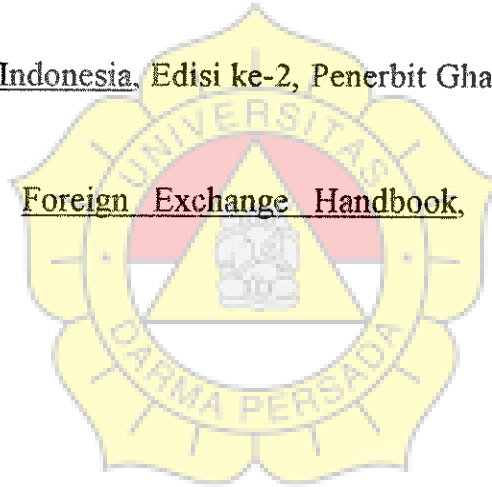 Indonesia, Edisi ke-2, Penerbit Gha
Foreign Exchange Handbook,
UNIVERSITAS
DARMA PERSADA